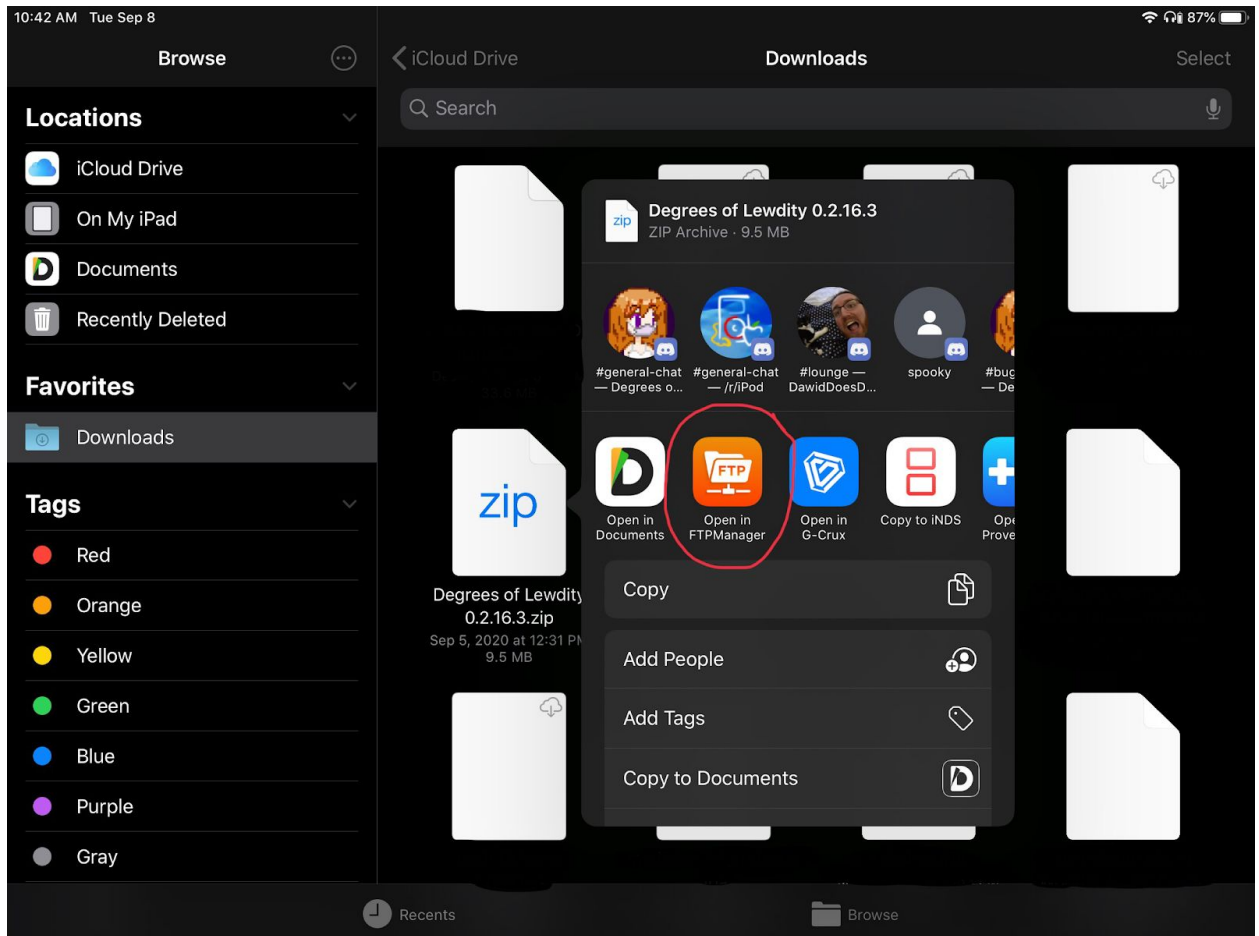 10:42 AM Tue Sep 8
87%
Browse
iCloud Drive
Downloads
Select
Search
Locations
iCloud Drive
On My iPad
Documents
Recently Deleted
Favorites
Downloads
Tags
Red
Orange
Yellow
Green
Blue
Purple
Gray
zip
Degrees of Lewdity
0.2.16.3.zip
Sep 5, 2020 at 12:31 PM
9.5 MB
zip
Degrees of Lewdity 0.2.16.3
ZIP Archive · 9.5 MB
#general-chat
— Degrees o...
#general-chat
— /r/iPod
#lounge —
DawidDoesD...
spooky
#bug
— De
Open in
Documents
FTP
Open in
FTPManager
Open in
G-Crux
Copy to iNDS
Ope
Prove
Copy
Add People
Add Tags
Copy to Documents
Recents
Browse